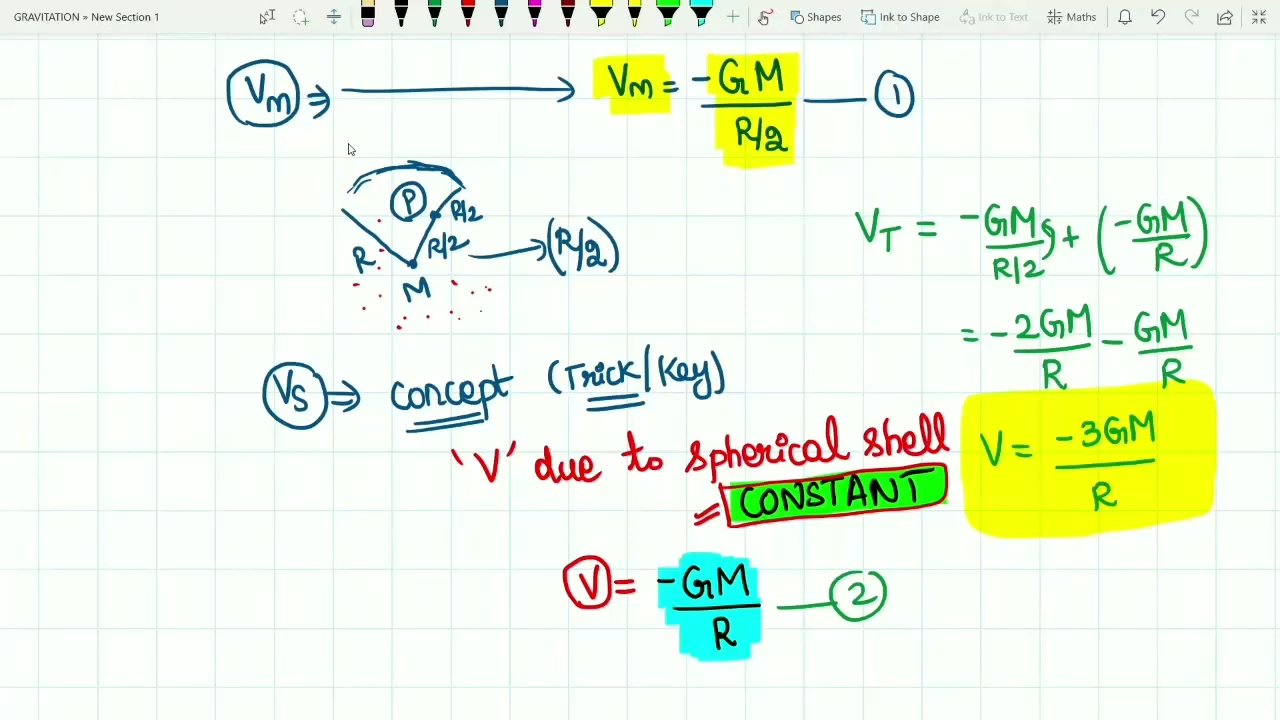 GRAVITATION » New Section 1
Shapes
Ink to Shape
Ink to Text
Maths
Vm ⇒ → Vm = -GM/(R/2) — ①
P
R/2
R/2 → (R/2)
R
M
Vs ⇒ concept (Trick/Key)
'V' due to spherical shell
= CONSTANT
V = -GM/R — ②
VT = -GM/(R/2) + (-GM/R)
= -2GM/R - GM/R
V = -3GM/R